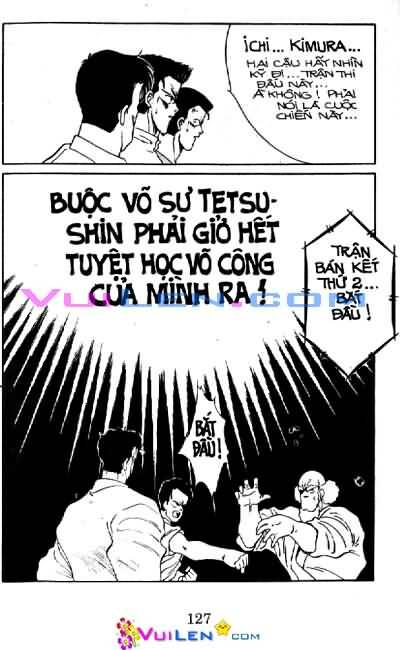 ICHI... KIMURA...
HAI CẬU HÃY NHÌN
KỸ ĐI... TRẬN THI
ĐẤU NÀY...
À KHÔNG! PHẢI
NÓI LÀ CUỘC
CHIẾN NÀY...
BUỘC VÕ SƯ TETSU-
SHIN PHẢI GIỞ HẾT
TUYỆT HỌC VÕ CÔNG
CỦA MÌNH RA!
TRẬN
BÁN KẾT
THỨ 2...
BẮT
ĐẦU!
VUILEN.COM
BẮT
ĐẦU!
127
VUILEN.COM